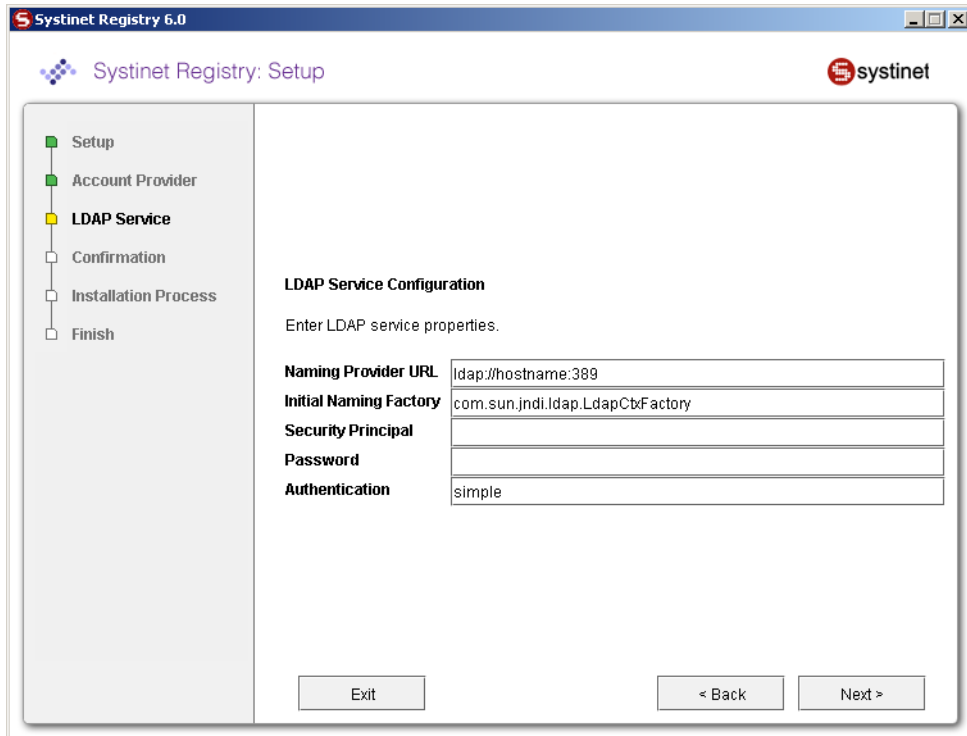 Systinet Registry 6.0
Systinet Registry: Setup
systinet
Setup
Account Provider
LDAP Service
Confirmation
Installation Process
Finish
LDAP Service Configuration
Enter LDAP service properties.
Naming Provider URL ldap://hostname:389
Initial Naming Factory com.sun.jndi.ldap.LdapCtxFactory
Security Principal
Password
Authentication simple
Exit < Back Next >